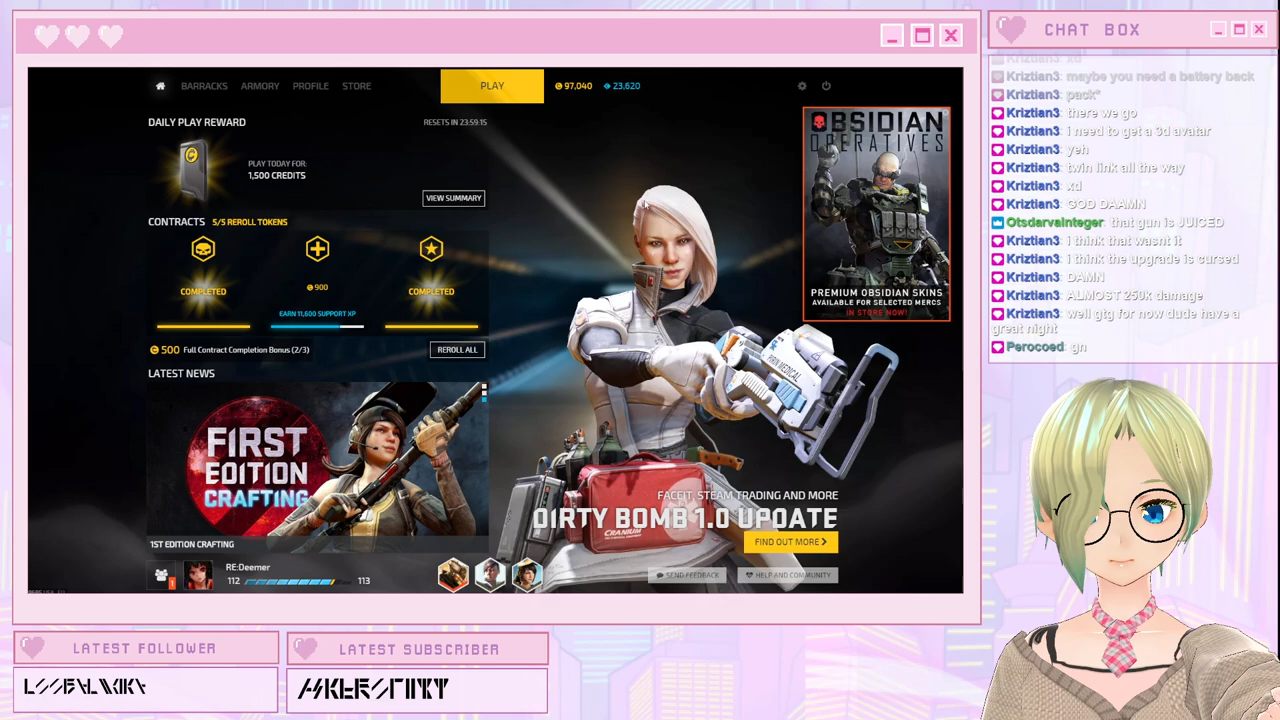 CHAT BOX
BARRACKS ARMORY PROFILE STORE
PLAY
97,040 23,620
DAILY PLAY REWARD
RESETS IN 23:59:15
PLAY TODAY FOR:
1,500 CREDITS
VIEW SUMMARY
CONTRACTS 5/5 REROLL TOKENS
COMPLETED
900
COMPLETED
EARN 11,600 SUPPORT XP
500 Full Contract Completion Bonus (2/3)
REROLL ALL
LATEST NEWS
FIRST
EDITION
CRAFTING
1ST EDITION CRAFTING
RE:Deemer
112 113
1
OBSIDIAN
OPERATIVES
PREMIUM OBSIDIAN SKINS
AVAILABLE FOR SELECTED MERCS
IN STORE NOW!
CRANIUM
FACEIT, STEAM TRADING AND MORE
DIRTY BOMB 1.0 UPDATE
FIND OUT MORE
SEND FEEDBACK
HELP AND COMMUNITY
Kriztian3: xd
Kriztian3: maybe you need a battery back
Kriztian3: pack*
Kriztian3: there we go
Kriztian3: i need to get a 3d avatar
Kriztian3: yeh
Kriztian3: twin link all the way
Kriztian3: xd
Kriztian3: GOD DAAMN
OtsdarvaInteger: that gun is JUICED
Kriztian3: i think that wasnt it
Kriztian3: i think the upgrade is cursed
Kriztian3: DAMN
Kriztian3: ALMOST 250k damage
Kriztian3: well gtg for now dude have a
great night
Perocoed: gn
LATEST FOLLOWER
LATEST SUBSCRIBER